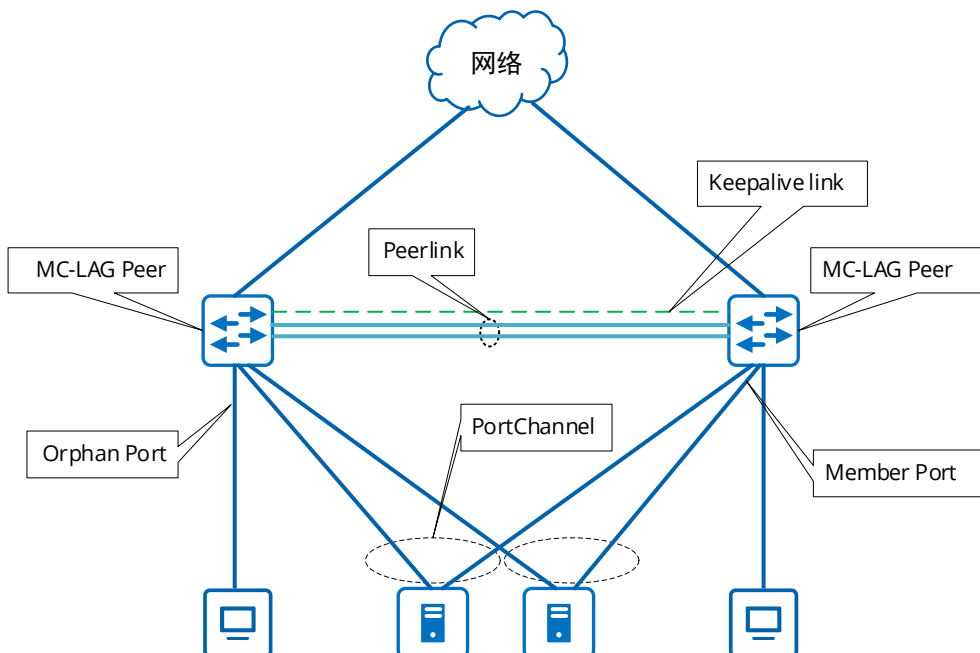 网络
Keepalive link
Peerlink
MC-LAG Peer
MC-LAG Peer
PortChannel
Orphan Port
Member Port